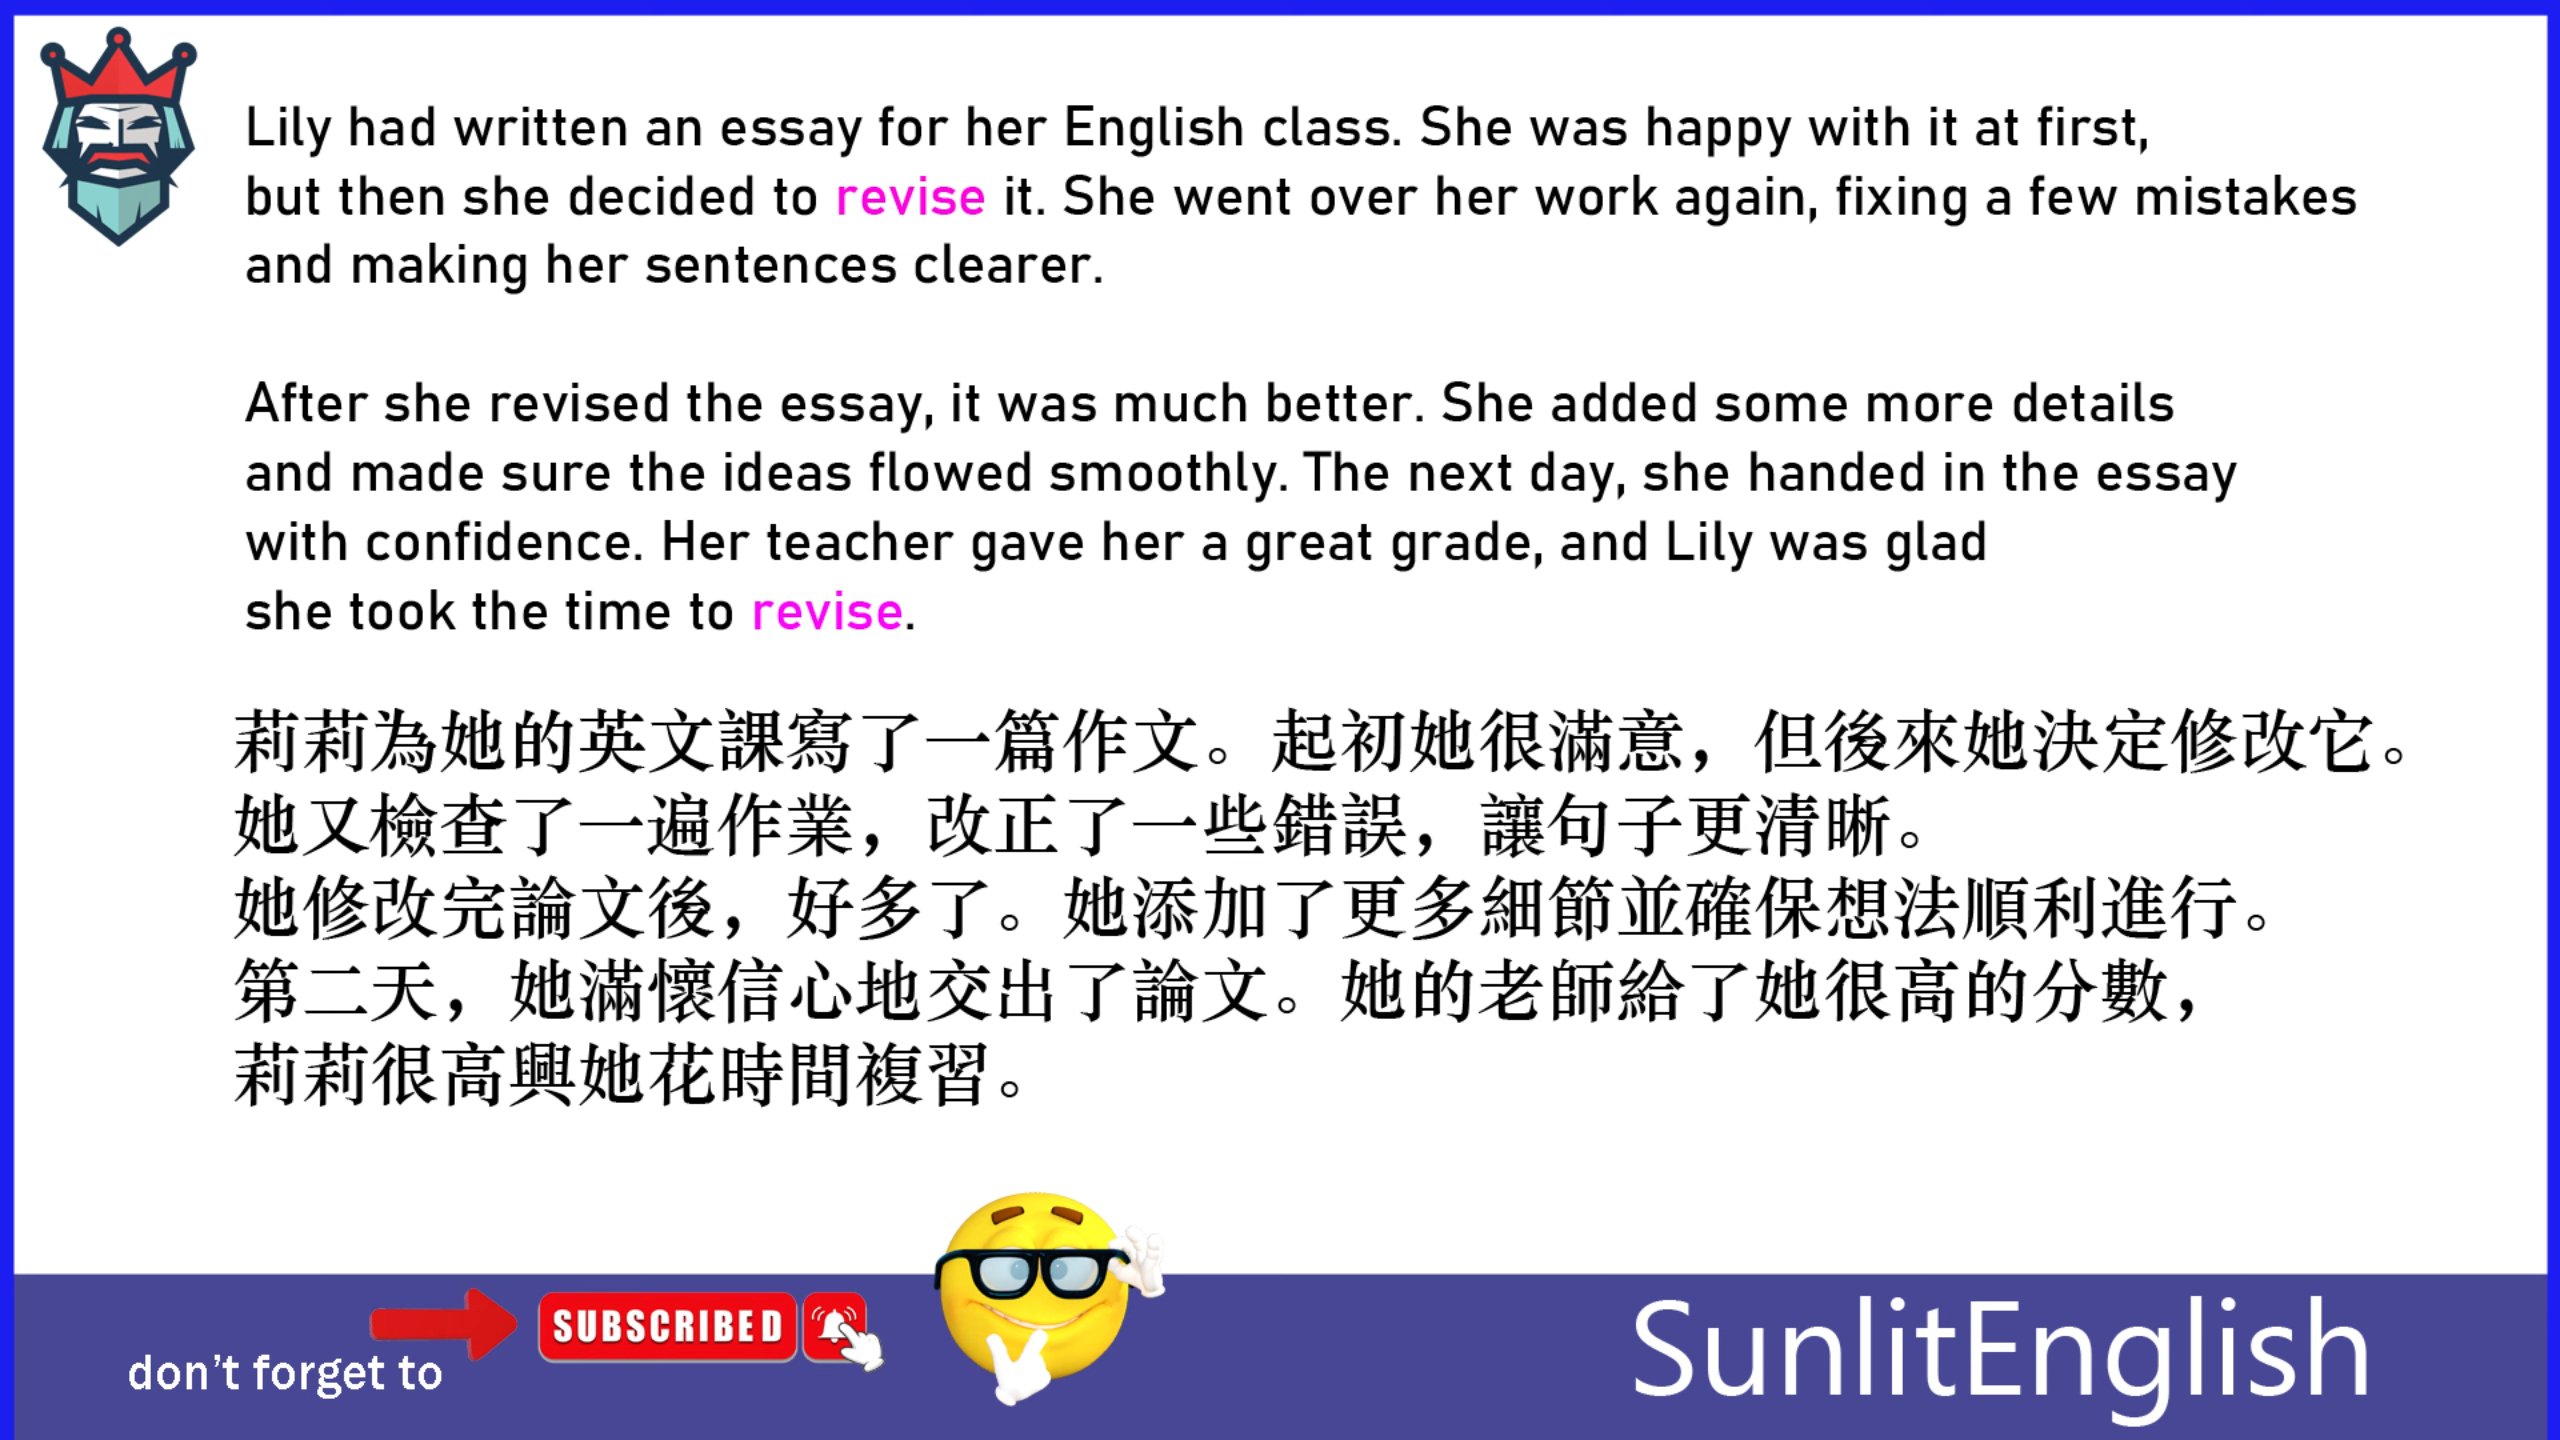 Lily had written an essay for her English class. She was happy with it at first,
but then she decided to revise it. She went over her work again, fixing a few mistakes
and making her sentences clearer.
After she revised the essay, it was much better. She added some more details
and made sure the ideas flowed smoothly. The next day, she handed in the essay
with confidence. Her teacher gave her a great grade, and Lily was glad
she took the time to revise.
莉莉為她的英文課寫了一篇作文。起初她很滿意，但後來她決定修改它。
她又檢查了一遍作業，改正了一些錯誤，讓句子更清晰。
她修改完論文後，好多了。她添加了更多細節並確保想法順利進行。
第二天，她滿懷信心地交出了論文。她的老師給了她很高的分數，
莉莉很高興她花時間複習。
don't forget to
SUBSCRIBED
SunlitEnglish